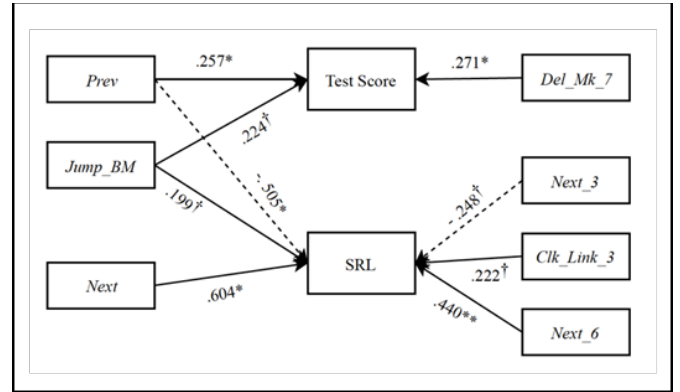 Prev
.257*
Test Score
.271*
Del_Mk_7
.224†
Jump_BM
-.505*
.199†
-.248†
Next_3
SRL
.222†
Clk_Link_3
Next
.604*
.440**
Next_6